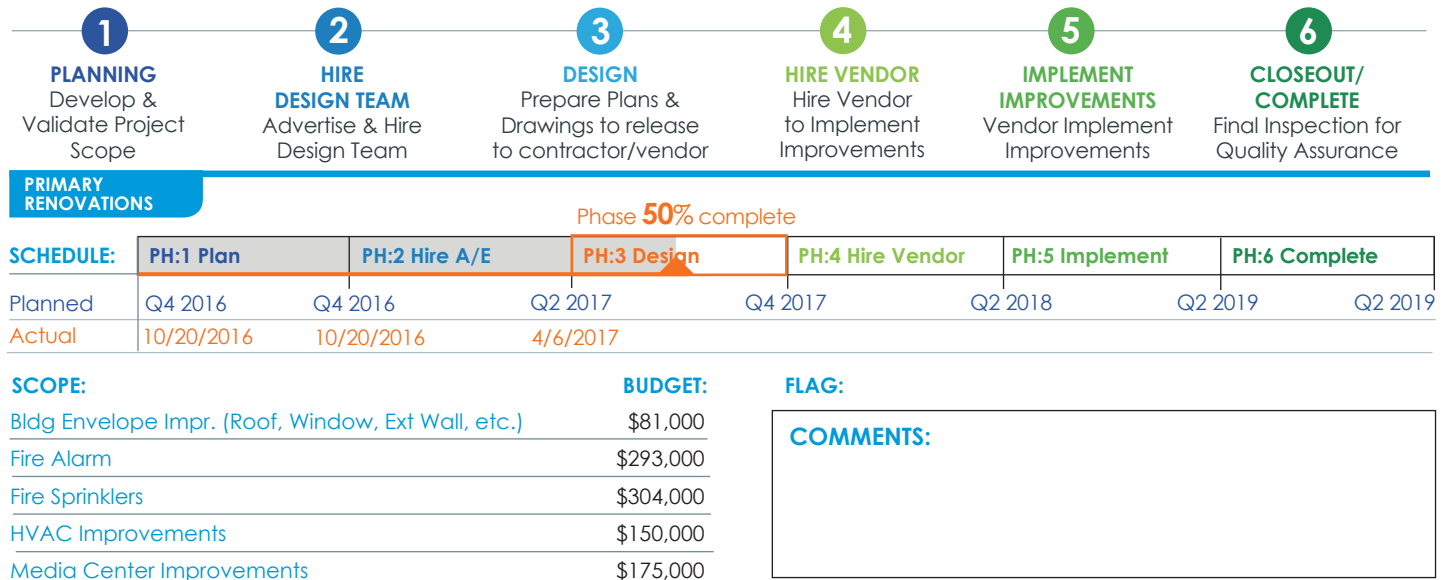 1 2 3 4 5 6
PLANNING
Develop &
Validate Project
Scope
HIRE
DESIGN TEAM
Advertise & Hire
Design Team
DESIGN
Prepare Plans &
Drawings to release
to contractor/vendor
HIRE VENDOR
Hire Vendor
to Implement
Improvements
IMPLEMENT
IMPROVEMENTS
Vendor Implement
Improvements
CLOSEOUT/
COMPLETE
Final Inspection for
Quality Assurance
PRIMARY
RENOVATIONS
Phase 50% complete
SCHEDULE: PH:1 Plan PH:2 Hire A/E PH:3 Design PH:4 Hire Vendor PH:5 Implement PH:6 Complete
Planned Q4 2016 Q4 2016 Q2 2017 Q4 2017 Q2 2018 Q2 2019 Q2 2019
Actual 10/20/2016 10/20/2016 4/6/2017
SCOPE: BUDGET:
Bldg Envelope Impr. (Roof, Window, Ext Wall, etc.) $81,000
Fire Alarm $293,000
Fire Sprinklers $304,000
HVAC Improvements $150,000
Media Center Improvements $175,000
FLAG:
COMMENTS: